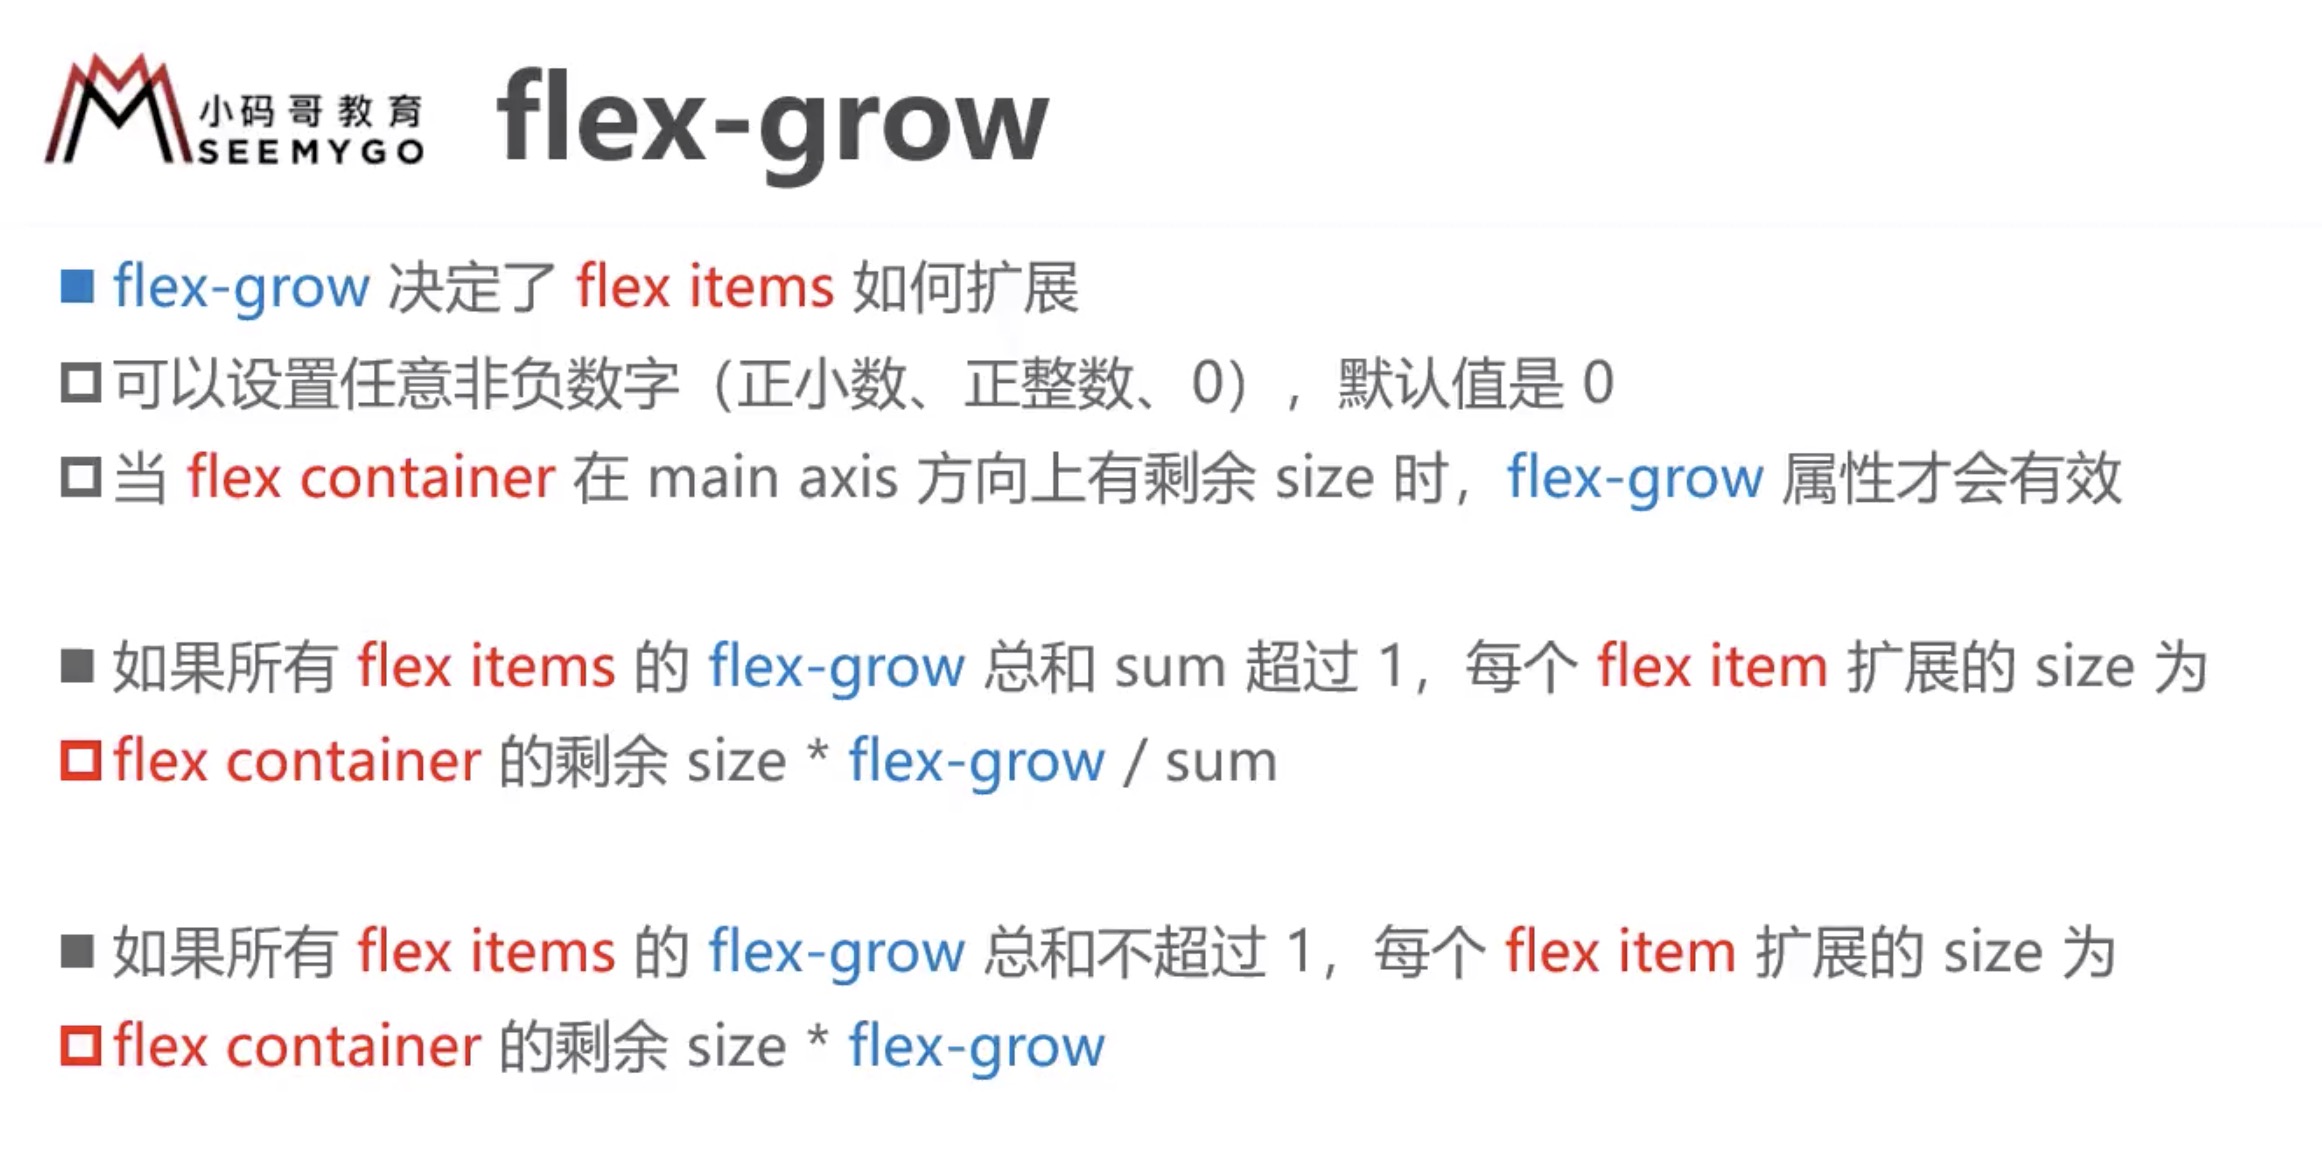 小码哥教育
SEEMYGO
flex-grow
flex-grow 决定了 flex items 如何扩展
可以设置任意非负数字（正小数、正整数、0），默认值是 0
当 flex container 在 main axis 方向上有剩余 size 时，flex-grow 属性才会有效
如果所有 flex items 的 flex-grow 总和 sum 超过 1，每个 flex item 扩展的 size 为
flex container 的剩余 size * flex-grow / sum
如果所有 flex items 的 flex-grow 总和不超过 1，每个 flex item 扩展的 size 为
flex container 的剩余 size * flex-grow